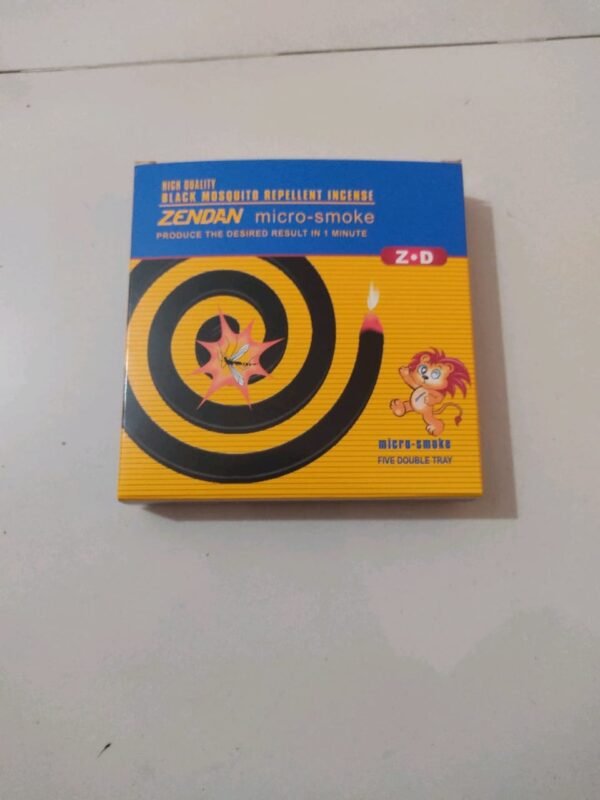 HIGH QUALITY
BLACK MOSQUITO REPELLENT INCENSE
ZENDAN micro-smoke
PRODUCE THE DESIRED RESULT IN 1 MINUTE
Z•D
micro-smoke
FIVE DOUBLE TRAY